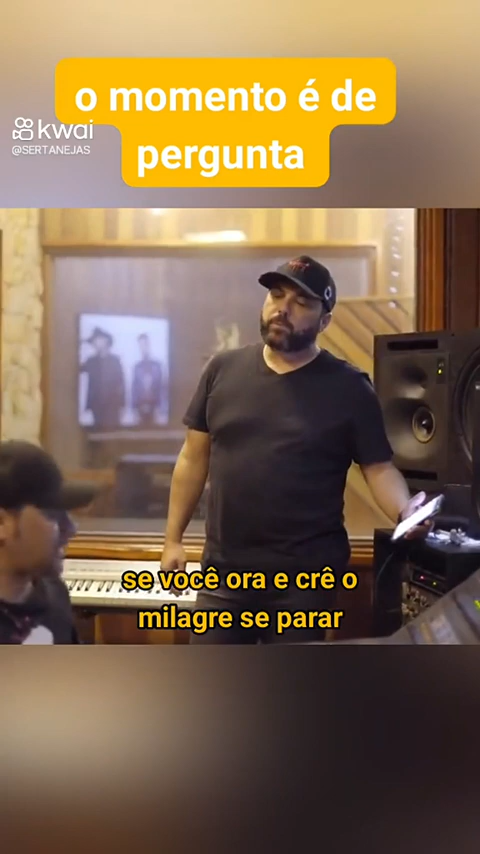 o momento é de
pergunta
kwai
@SERTANEJAS
se você ora e crê o
milagre se parar